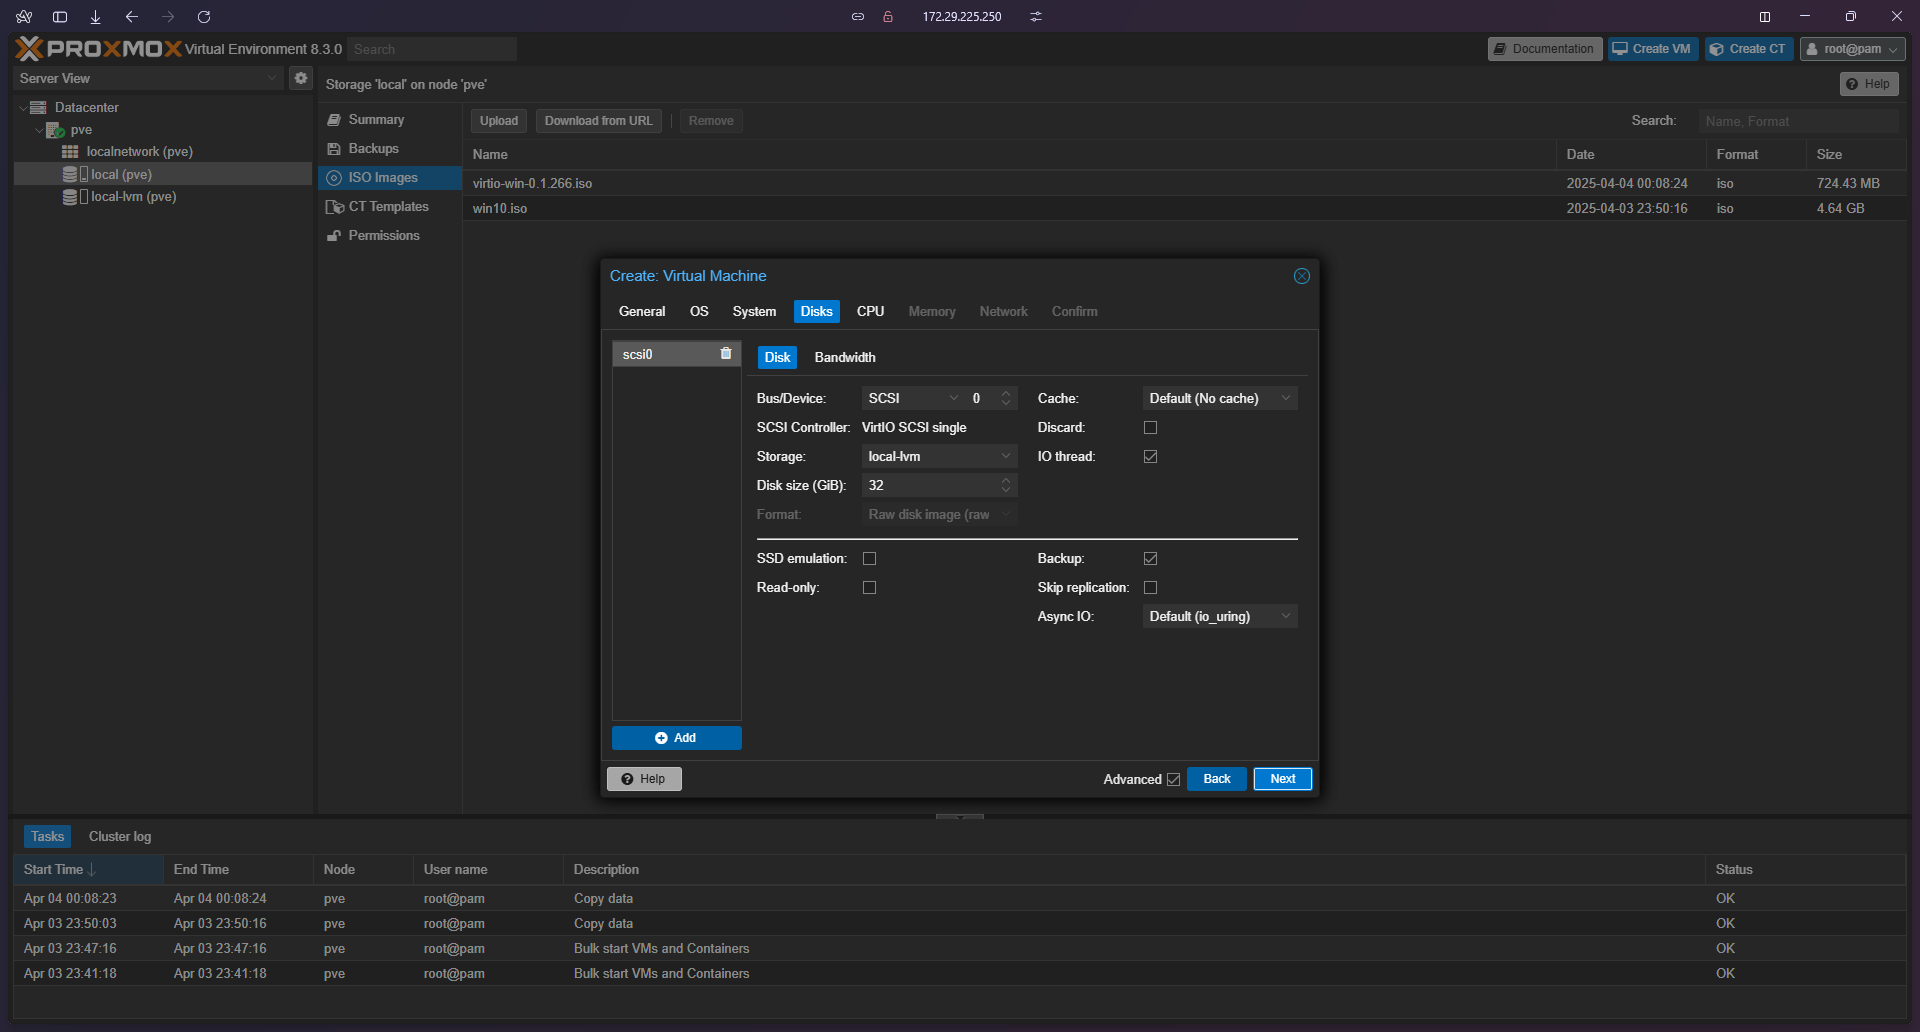 172.29.225.250
PROXMOX Virtual Environment 8.3.0 Search
Documentation Create VM Create CT root@pam
Server View
Storage 'local' on node 'pve'
Help
Datacenter
pve
localnetwork (pve)
local (pve)
local-lvm (pve)
Summary
Backups
ISO Images
CT Templates
Permissions
Upload Download from URL Remove Search: Name, Format
Name Date Format Size
virtio-win-0.1.266.iso 2025-04-04 00:08:24 iso 724.43 MB
win10.iso 2025-04-03 23:50:16 iso 4.64 GB
Create: Virtual Machine
General OS System Disks CPU Memory Network Confirm
scsi0
Disk Bandwidth
Bus/Device: SCSI 0 Cache: Default (No cache)
SCSI Controller: VirtIO SCSI single Discard:
Storage: local-lvm IO thread:
Disk size (GiB): 32
Format: Raw disk image (raw
SSD emulation: Backup:
Read-only: Skip replication:
Async IO: Default (io_uring)
Add
Help Advanced Back Next
Tasks Cluster log
Start Time End Time Node User name Description Status
Apr 04 00:08:23 Apr 04 00:08:24 pve root@pam Copy data OK
Apr 03 23:50:03 Apr 03 23:50:16 pve root@pam Copy data OK
Apr 03 23:47:16 Apr 03 23:47:16 pve root@pam Bulk start VMs and Containers OK
Apr 03 23:41:18 Apr 03 23:41:18 pve root@pam Bulk start VMs and Containers OK